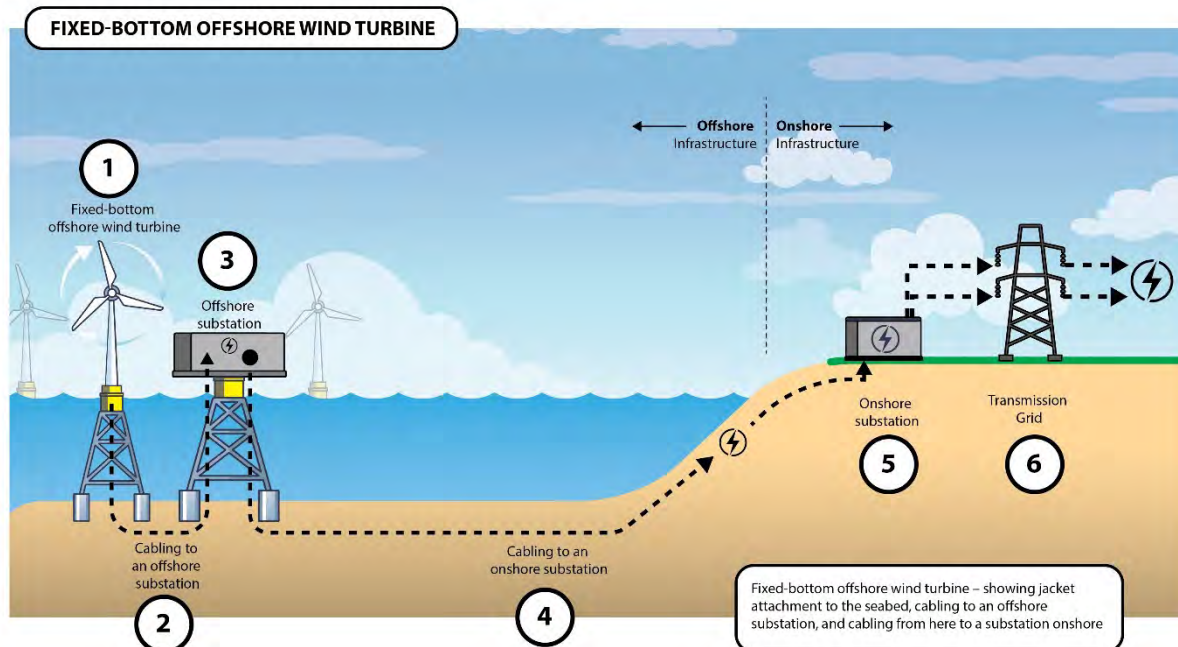 FIXED-BOTTOM OFFSHORE WIND TURBINE
Offshore
Infrastructure
Onshore
Infrastructure
1
Fixed-bottom
offshore wind turbine
3
Offshore
substation
Onshore
substation
5
Transmission
Grid
6
Cabling to
an offshore
substation
2
Cabling to an
onshore substation
4
Fixed-bottom offshore wind turbine – showing jacket
attachment to the seabed, cabling to an offshore
substation, and cabling from here to a substation onshore